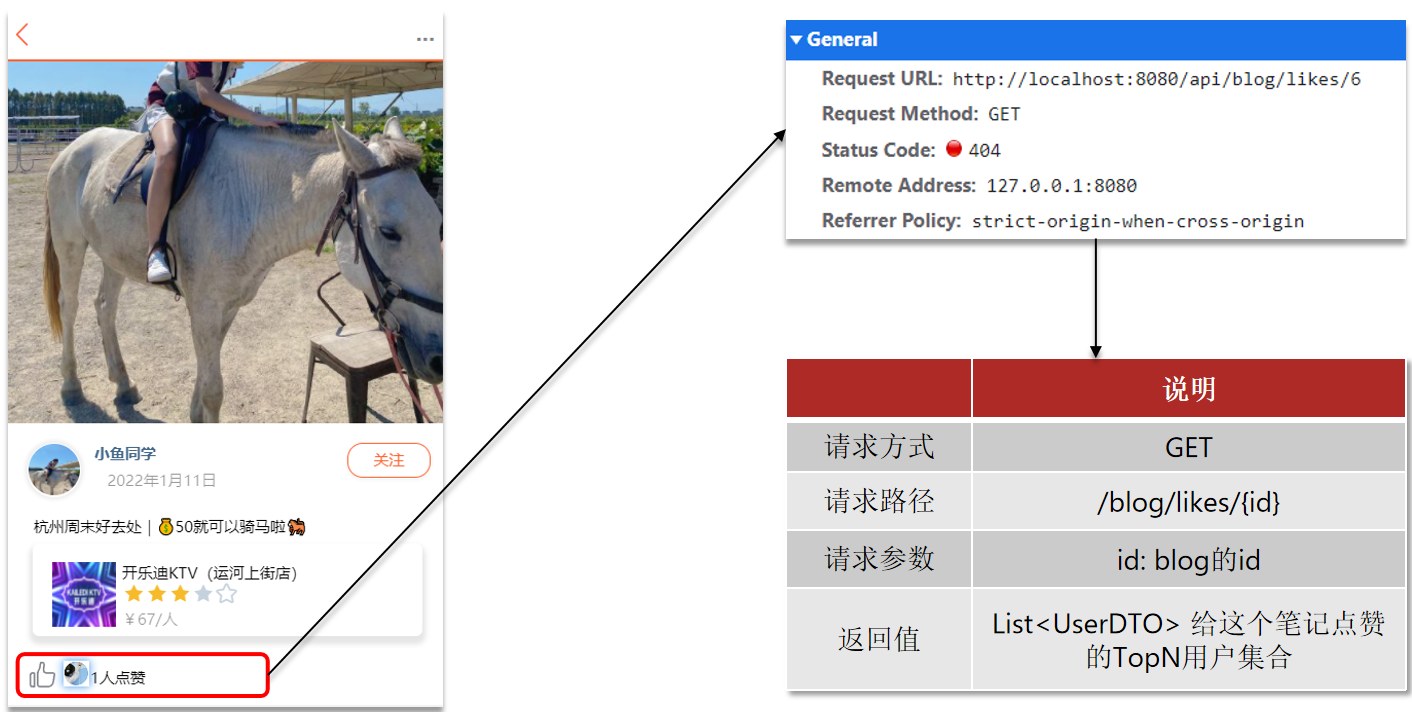 小鱼同学
2022年1月11日
关注
杭州周末好去处 | 💰50就可以骑马啦🐎
KAILEDI KTV
开乐迪
开乐迪KTV（运河上街店）
￥67/人
1人点赞
General
Request URL: http://localhost:8080/api/blog/likes/6
Request Method: GET
Status Code: 404
Remote Address: 127.0.0.1:8080
Referrer Policy: strict-origin-when-cross-origin
说明
请求方式 GET
请求路径 /blog/likes/{id}
请求参数 id: blog的id
返回值 List<UserDTO> 给这个笔记点赞
的TopN用户集合